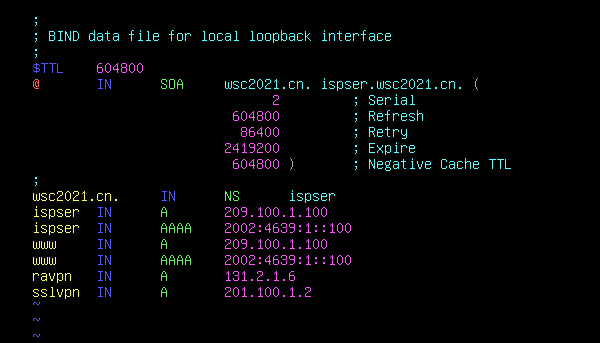 ;
; BIND data file for local loopback interface
;
$TTL    604800
@       IN      SOA     wsc2021.cn. ispser.wsc2021.cn. (
                              2         ; Serial
                         604800         ; Refresh
                          86400         ; Retry
                        2419200         ; Expire
                         604800 )       ; Negative Cache TTL
;
wsc2021.cn.     IN      NS      ispser
ispser  IN      A       209.100.1.100
ispser  IN      AAAA    2002:4639:1::100
www     IN      A       209.100.1.100
www     IN      AAAA    2002:4639:1::100
ravpn   IN      A       131.2.1.6
sslvpn  IN      A       201.100.1.2
~
~
~